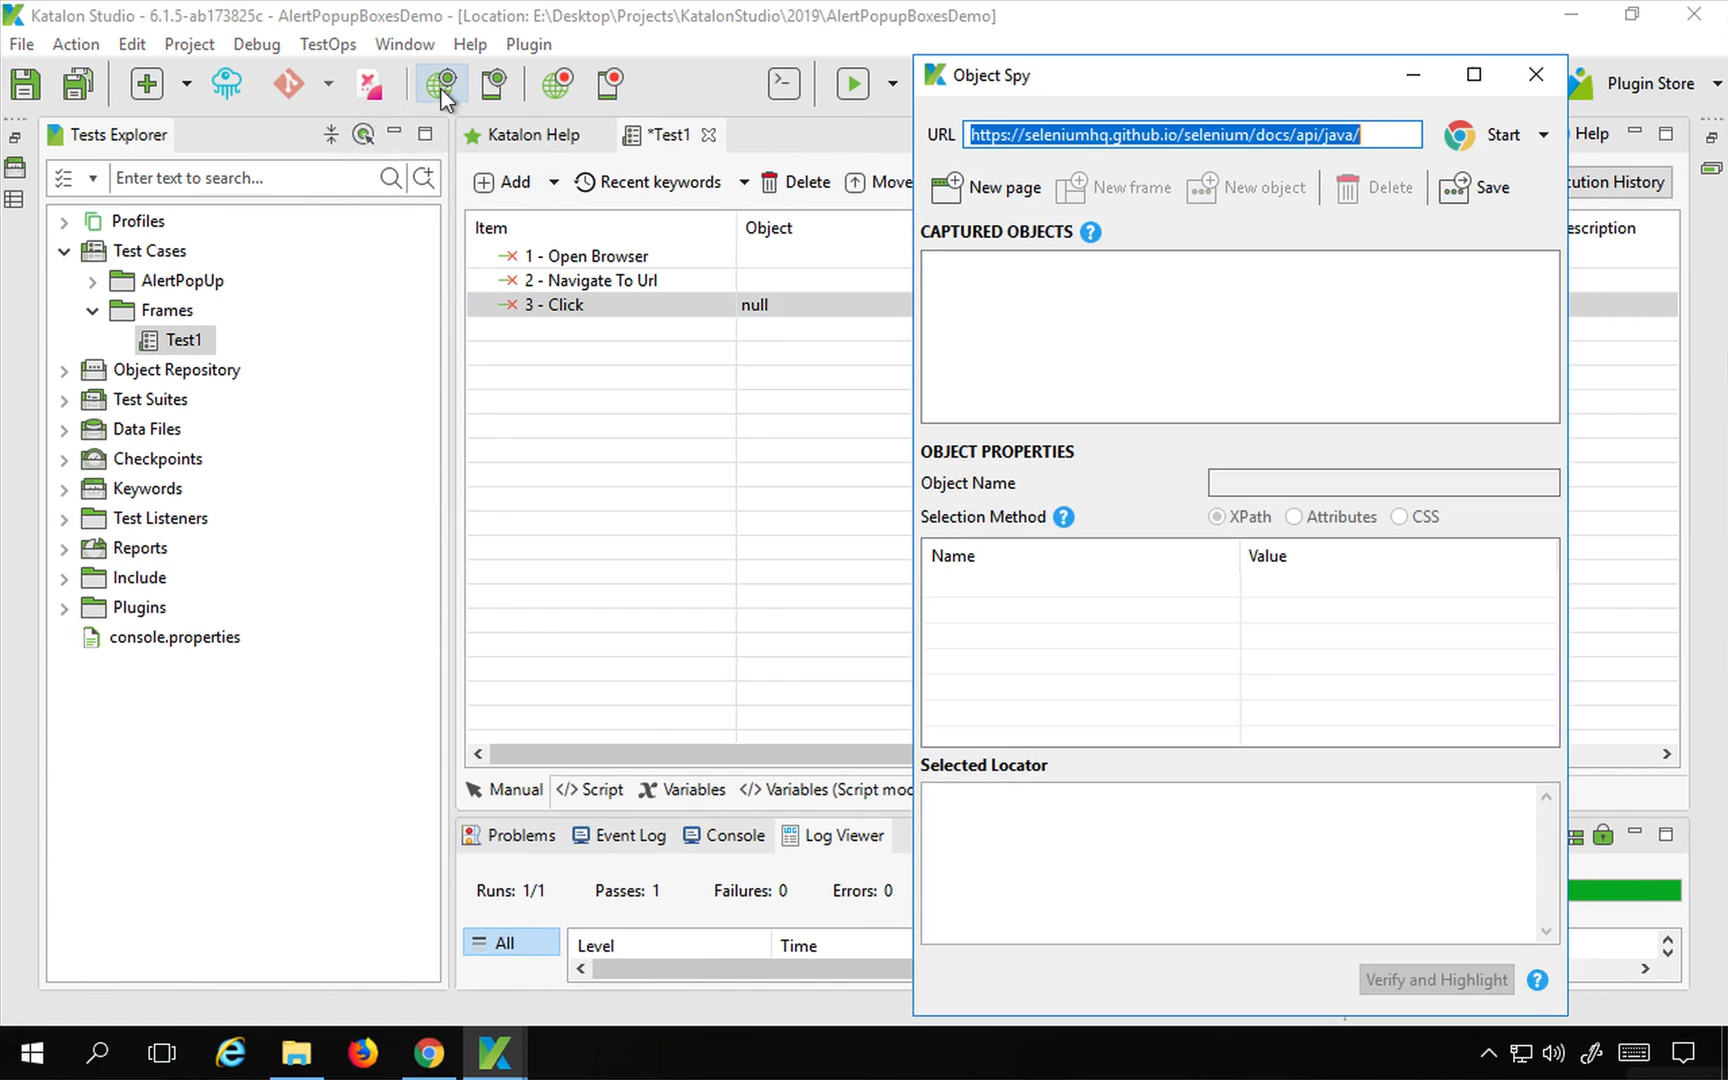 Katalon Studio - 6.1.5-ab173825c - AlertPopupBoxesDemo - [Location: E:\Desktop\Projects\KatalonStudio\2019\AlertPopupBoxesDemo]
File Action Edit Project Debug TestOps Window Help Plugin
Plugin Store
Tests Explorer
Enter text to search...
Profiles
Test Cases
AlertPopUp
Frames
Test1
Object Repository
Test Suites
Data Files
Checkpoints
Keywords
Test Listeners
Reports
Include
Plugins
console.properties
Katalon Help
*Test1
Add Recent keywords Delete Move
Item Object
1 - Open Browser
2 - Navigate To Url
3 - Click null
Manual </> Script Variables </> Variables (Script mod
Problems Event Log Console Log Viewer
Runs: 1/1 Passes: 1 Failures: 0 Errors: 0
All
Level Time
Object Spy
URL https://seleniumhq.github.io/selenium/docs/api/java/ Start
New page New frame New object Delete Save
CAPTURED OBJECTS
OBJECT PROPERTIES
Object Name
Selection Method XPath Attributes CSS
Name Value
Selected Locator
Verify and Highlight
Help
cution History
escription